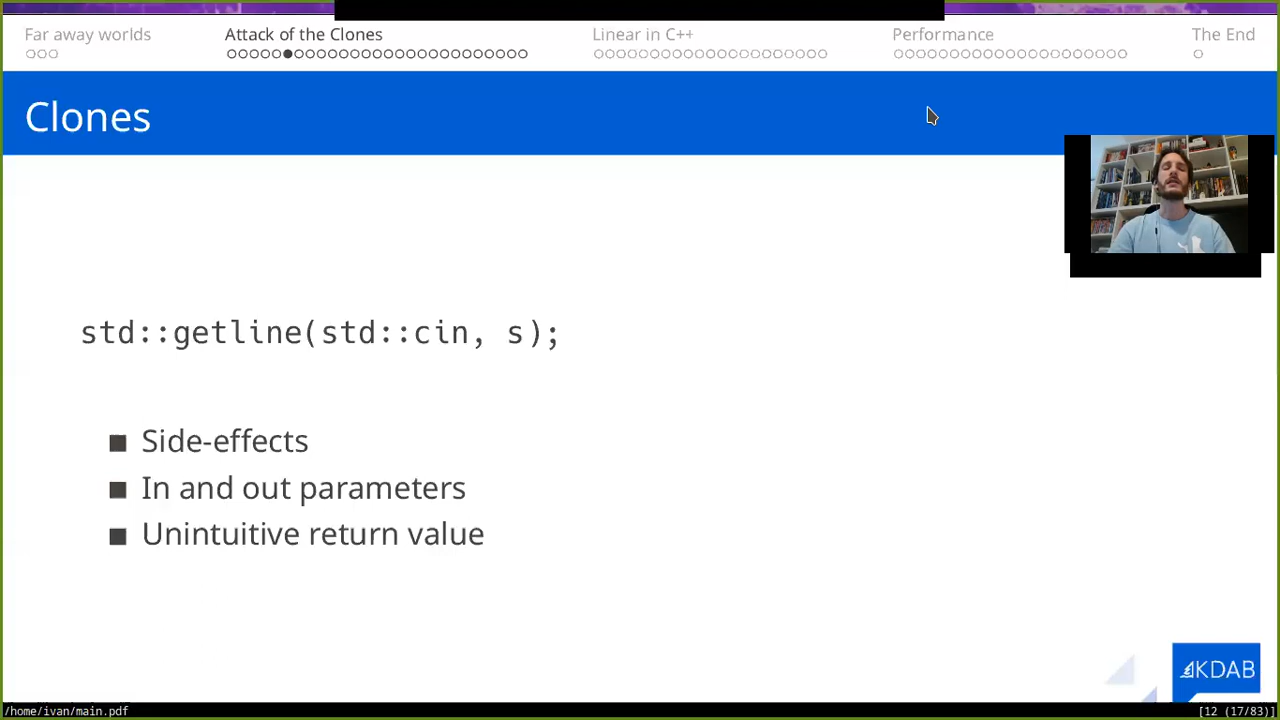 Far away worlds
Attack of the Clones
Linear in C++
Performance
The End
Clones
std::getline(std::cin, s);
Side-effects
In and out parameters
Unintuitive return value
KDAB
/home/ivan/main.pdf
[12 (17/83)]